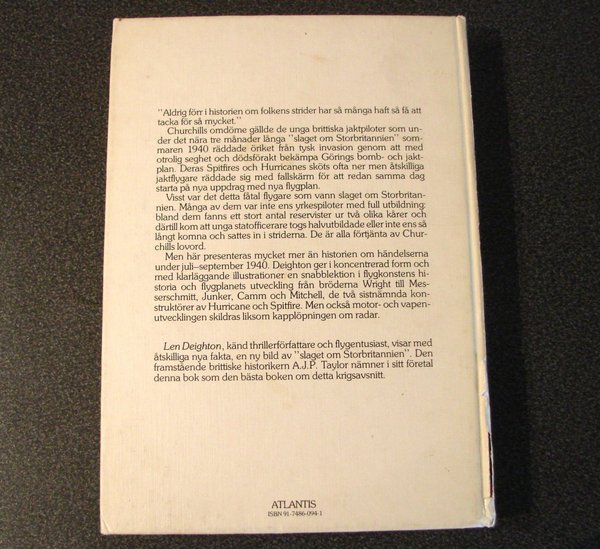 "Aldrig förr i historien om folkens strider har så många haft så få att
tacka för så mycket."
Churchills omdöme gällde de unga brittiska jaktpiloter som un-
der det nära tre månader långa "slaget om Storbritannien" som-
maren 1940 räddade öriket från tysk invasion genom att med
otrolig seghet och dödsförakt bekämpa Görings bomb- och jakt-
plan. Deras Spitfires och Hurricanes sköts ofta ner men åtskilliga
jaktflygare räddade sig med fallskärm för att redan samma dag
starta på nya uppdrag med nya flygplan.
Visst var det detta fåtal flygare som vann slaget om Storbritan-
nien. Många av dem var inte ens yrkespiloter med full utbildning:
bland dem fanns ett stort antal reservister ur två olika kårer och
därtill kom att unga statofficerare togs halvutbildade eller inte ens så
långt komna och sattes in i striderna. De är alla förtjänta av Chur-
chills lovord.
Men här presenteras mycket mer än historien om händelserna
under juli–september 1940. Deighton ger i koncentrerad form och
med klarläggande illustrationer en snabblektion i flygkonstens hi-
storia och flygplanets utveckling från bröderna Wright till Mes-
serschmitt, Junker, Camm och Mitchell, de två sistnämnda kon-
struktörer av Hurricane och Spitfire. Men också motor- och vapen-
utvecklingen skildras liksom kapplöpningen om radar.
Len Deighton, känd thrillerförfattare och flygentusiast, visar med
åtskilliga nya fakta, en ny bild av "slaget om Storbritannien". Den
framstående brittiske historikern A.J.P. Taylor nämner i sitt företal
denna bok som den bästa boken om detta krigsavsnitt.
ATLANTIS
ISBN 91-7486-094-1